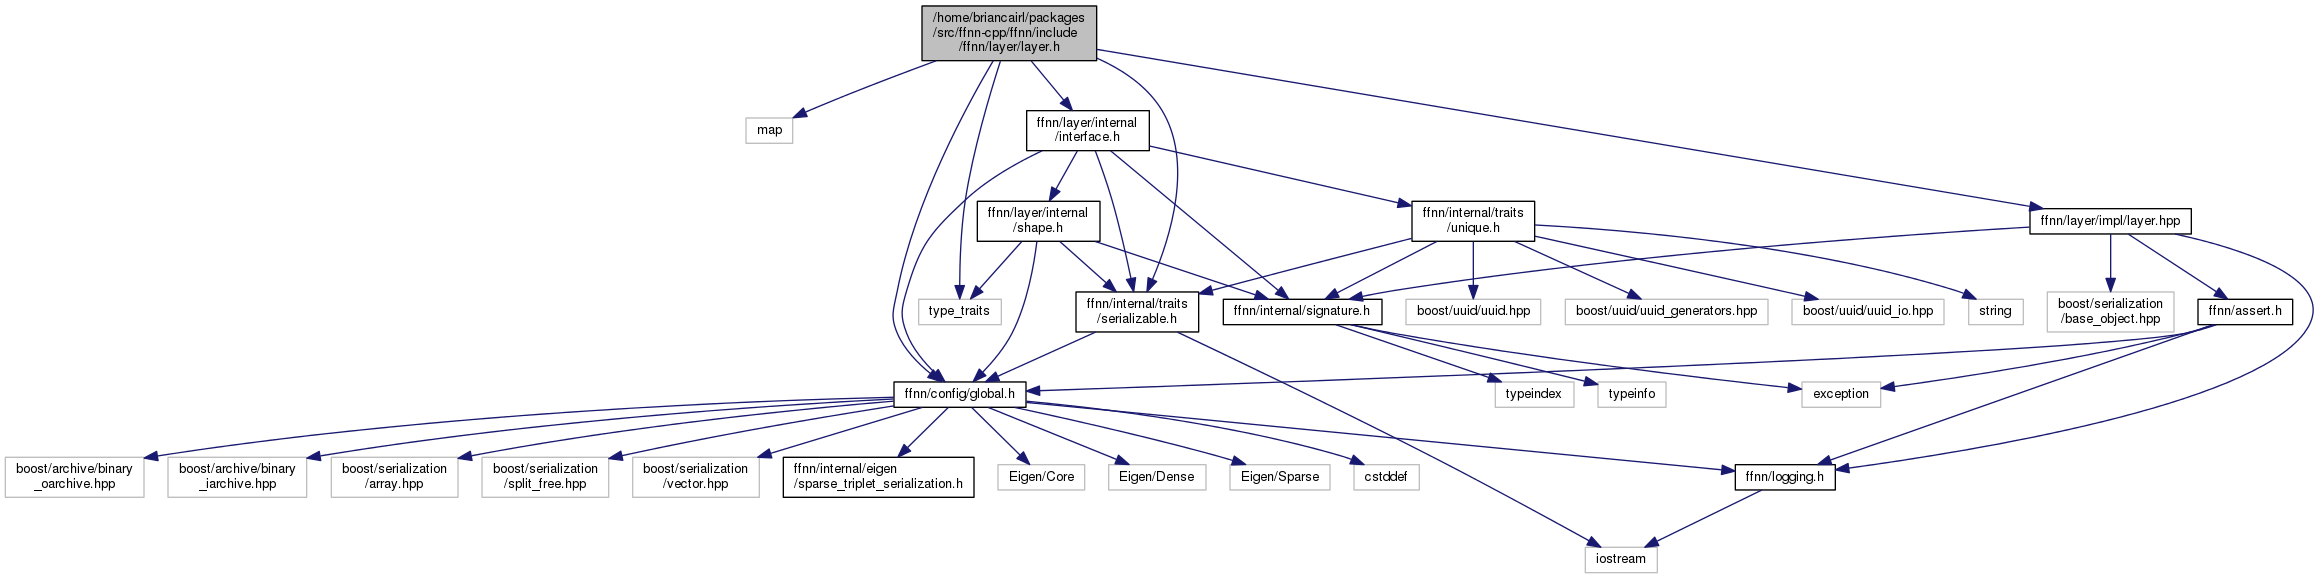 /home/briancairl/packages
/src/ffnn-cpp/ffnn/include
/ffnn/layer/layer.h
map
ffnn/layer/internal
/interface.h
ffnn/layer/internal
/shape.h
ffnn/internal/traits
/unique.h
ffnn/layer/impl/layer.hpp
type_traits
ffnn/internal/traits
/serializable.h
ffnn/internal/signature.h
boost/uuid/uuid.hpp
boost/uuid/uuid_generators.hpp
boost/uuid/uuid_io.hpp
string
boost/serialization
/base_object.hpp
ffnn/assert.h
ffnn/config/global.h
typeindex
typeinfo
exception
boost/archive/binary
_oarchive.hpp
boost/archive/binary
_iarchive.hpp
boost/serialization
/array.hpp
boost/serialization
/split_free.hpp
boost/serialization
/vector.hpp
ffnn/internal/eigen
/sparse_triplet_serialization.h
Eigen/Core
Eigen/Dense
Eigen/Sparse
cstddef
ffnn/logging.h
iostream